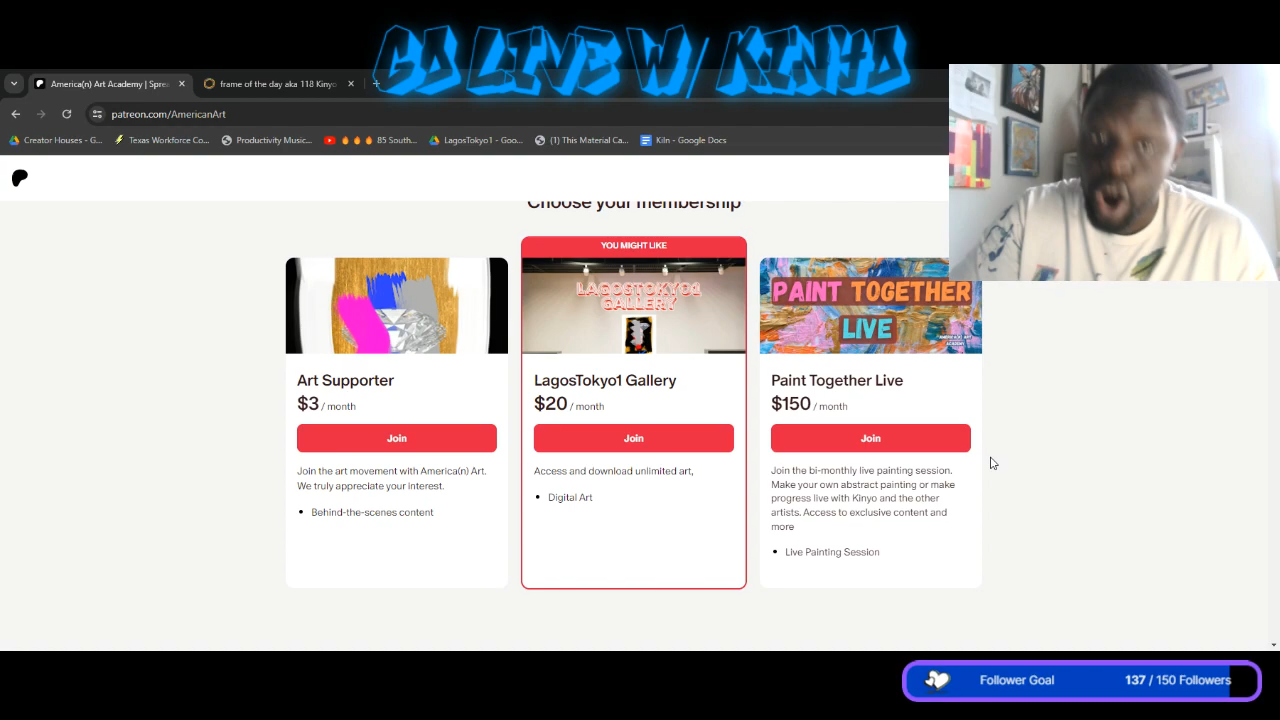 GO LIVE W/ KINYO
America(n) Art Academy | Sprea
frame of the day aka 118 Kinyo
patreon.com/AmericanArt
Creator Houses - G...
Texas Workforce Co...
Productivity Music...
🔥 🔥 🔥 85 South...
LagosTokyo1 - Goo...
(1) This Material Ca...
Kiln - Google Docs
Choose your membership
Art Supporter
$3 / month
Join
Join the art movement with America(n) Art.
We truly appreciate your interest.
• Behind-the-scenes content
YOU MIGHT LIKE
LAGOSTOKYO1
GALLERY
LagosTokyo1 Gallery
$20 / month
Join
Access and download unlimited art,
• Digital Art
PAINT TOGETHER
LIVE
Paint Together Live
$150 / month
Join
Join the bi-monthly live painting session.
Make your own abstract painting or make
progress live with Kinyo and the other
artists. Access to exclusive content and
more
• Live Painting Session
Follower Goal
137 / 150 Followers